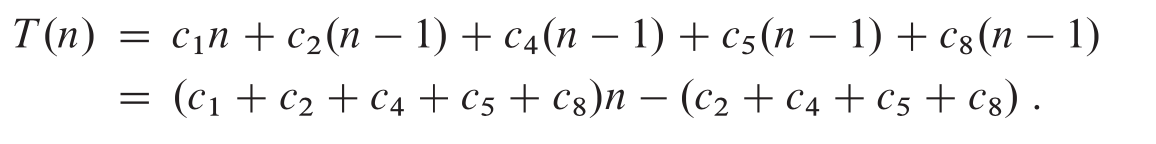 T(n) = c₁n + c₂(n − 1) + c₄(n − 1) + c₅(n − 1) + c₈(n − 1)
= (c₁ + c₂ + c₄ + c₅ + c₈)n − (c₂ + c₄ + c₅ + c₈) .